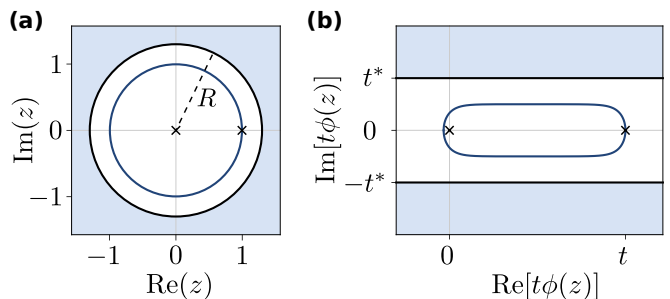 (a)
Im(z)
1
0
−1
R
−1
0
1
Re(z)
(b)
Im[tϕ(z)]
t*
0
−t*
0
t
Re[tϕ(z)]